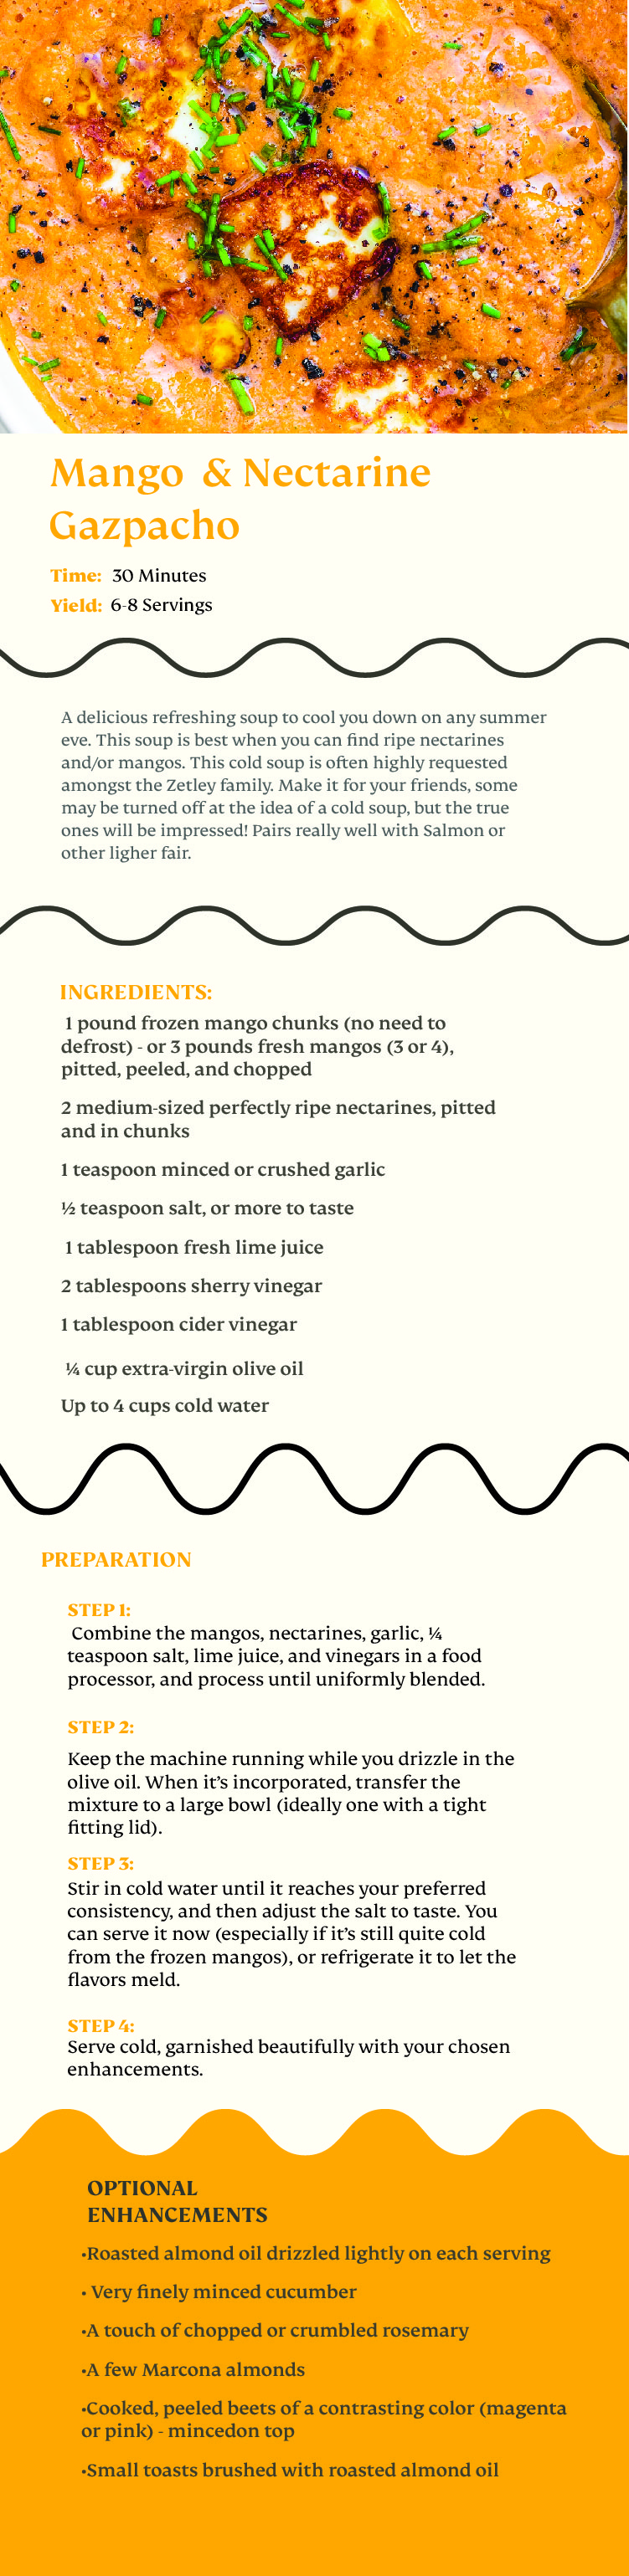 Mango & Nectarine
Gazpacho
Time: 30 Minutes
Yield: 6-8 Servings
A delicious refreshing soup to cool you down on any summer
eve. This soup is best when you can find ripe nectarines
and/or mangos. This cold soup is often highly requested
amongst the Zetley family. Make it for your friends, some
may be turned off at the idea of a cold soup, but the true
ones will be impressed! Pairs really well with Salmon or
other ligher fair.
INGREDIENTS:
1 pound frozen mango chunks (no need to
defrost) - or 3 pounds fresh mangos (3 or 4),
pitted, peeled, and chopped
2 medium-sized perfectly ripe nectarines, pitted
and in chunks
1 teaspoon minced or crushed garlic
½ teaspoon salt, or more to taste
1 tablespoon fresh lime juice
2 tablespoons sherry vinegar
1 tablespoon cider vinegar
¼ cup extra-virgin olive oil
Up to 4 cups cold water
PREPARATION
STEP 1:
Combine the mangos, nectarines, garlic, ¼
teaspoon salt, lime juice, and vinegars in a food
processor, and process until uniformly blended.
STEP 2:
Keep the machine running while you drizzle in the
olive oil. When it's incorporated, transfer the
mixture to a large bowl (ideally one with a tight
fitting lid).
STEP 3:
Stir in cold water until it reaches your preferred
consistency, and then adjust the salt to taste. You
can serve it now (especially if it's still quite cold
from the frozen mangos), or refrigerate it to let the
flavors meld.
STEP 4:
Serve cold, garnished beautifully with your chosen
enhancements.
OPTIONAL
ENHANCEMENTS
•Roasted almond oil drizzled lightly on each serving
• Very finely minced cucumber
•A touch of chopped or crumbled rosemary
•A few Marcona almonds
•Cooked, peeled beets of a contrasting color (magenta
or pink) - mincedon top
•Small toasts brushed with roasted almond oil